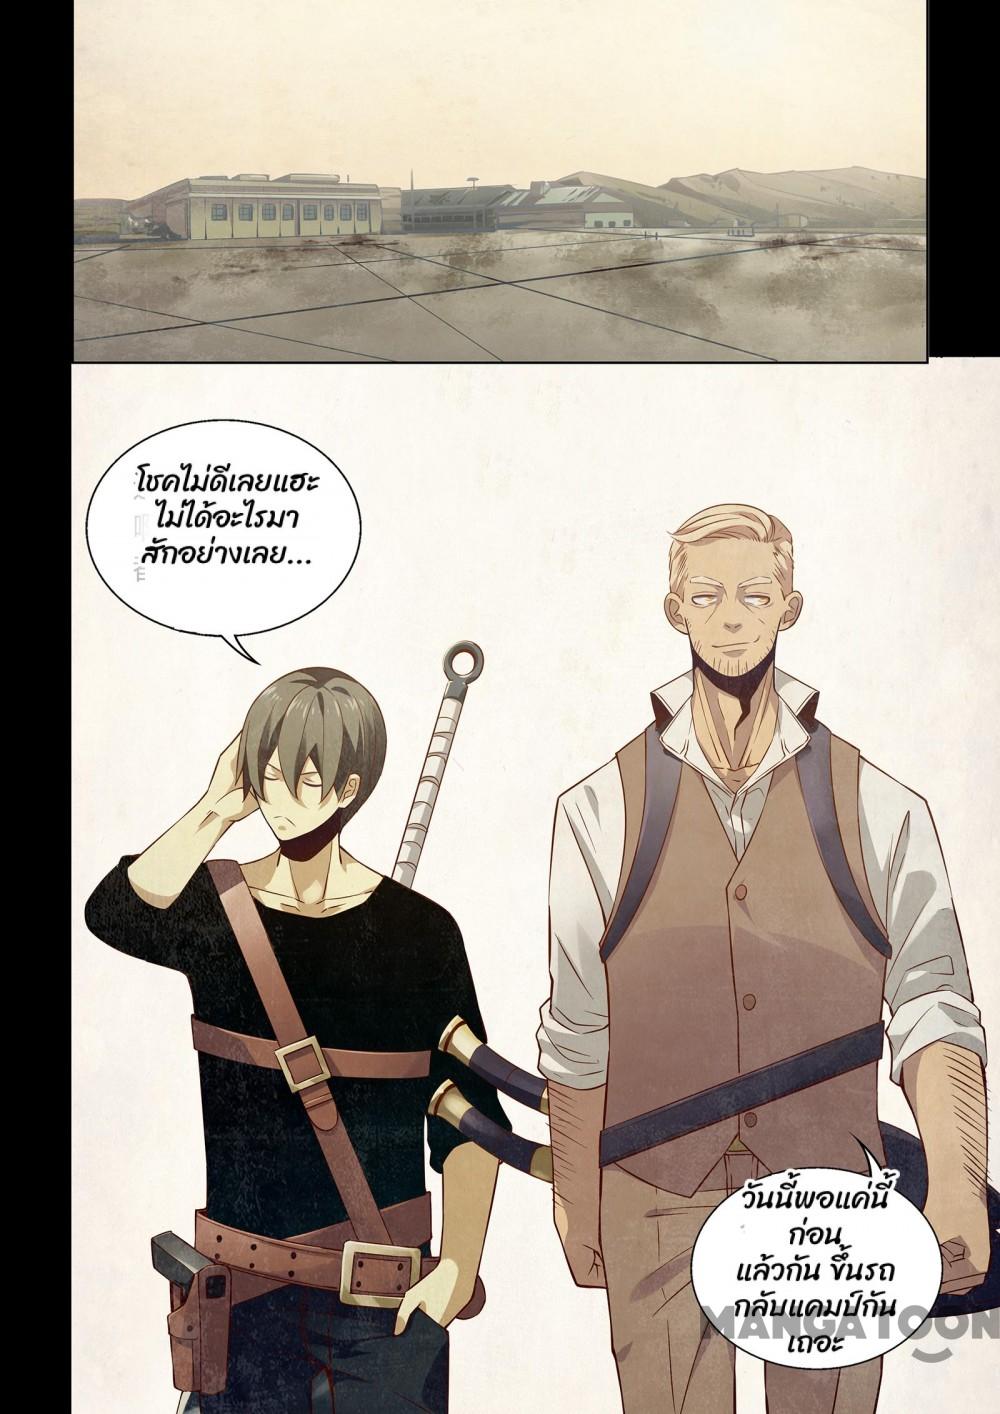 โชคไม่ดีเลยแฮะ
ไม่ได้อะไรมา
สักอย่างเลย...
วันนี้พอแค่นี้
ก่อน
แล้วกัน ขึ้นรถ
กลับแคมป์กัน
เถอะ
MANGATOON